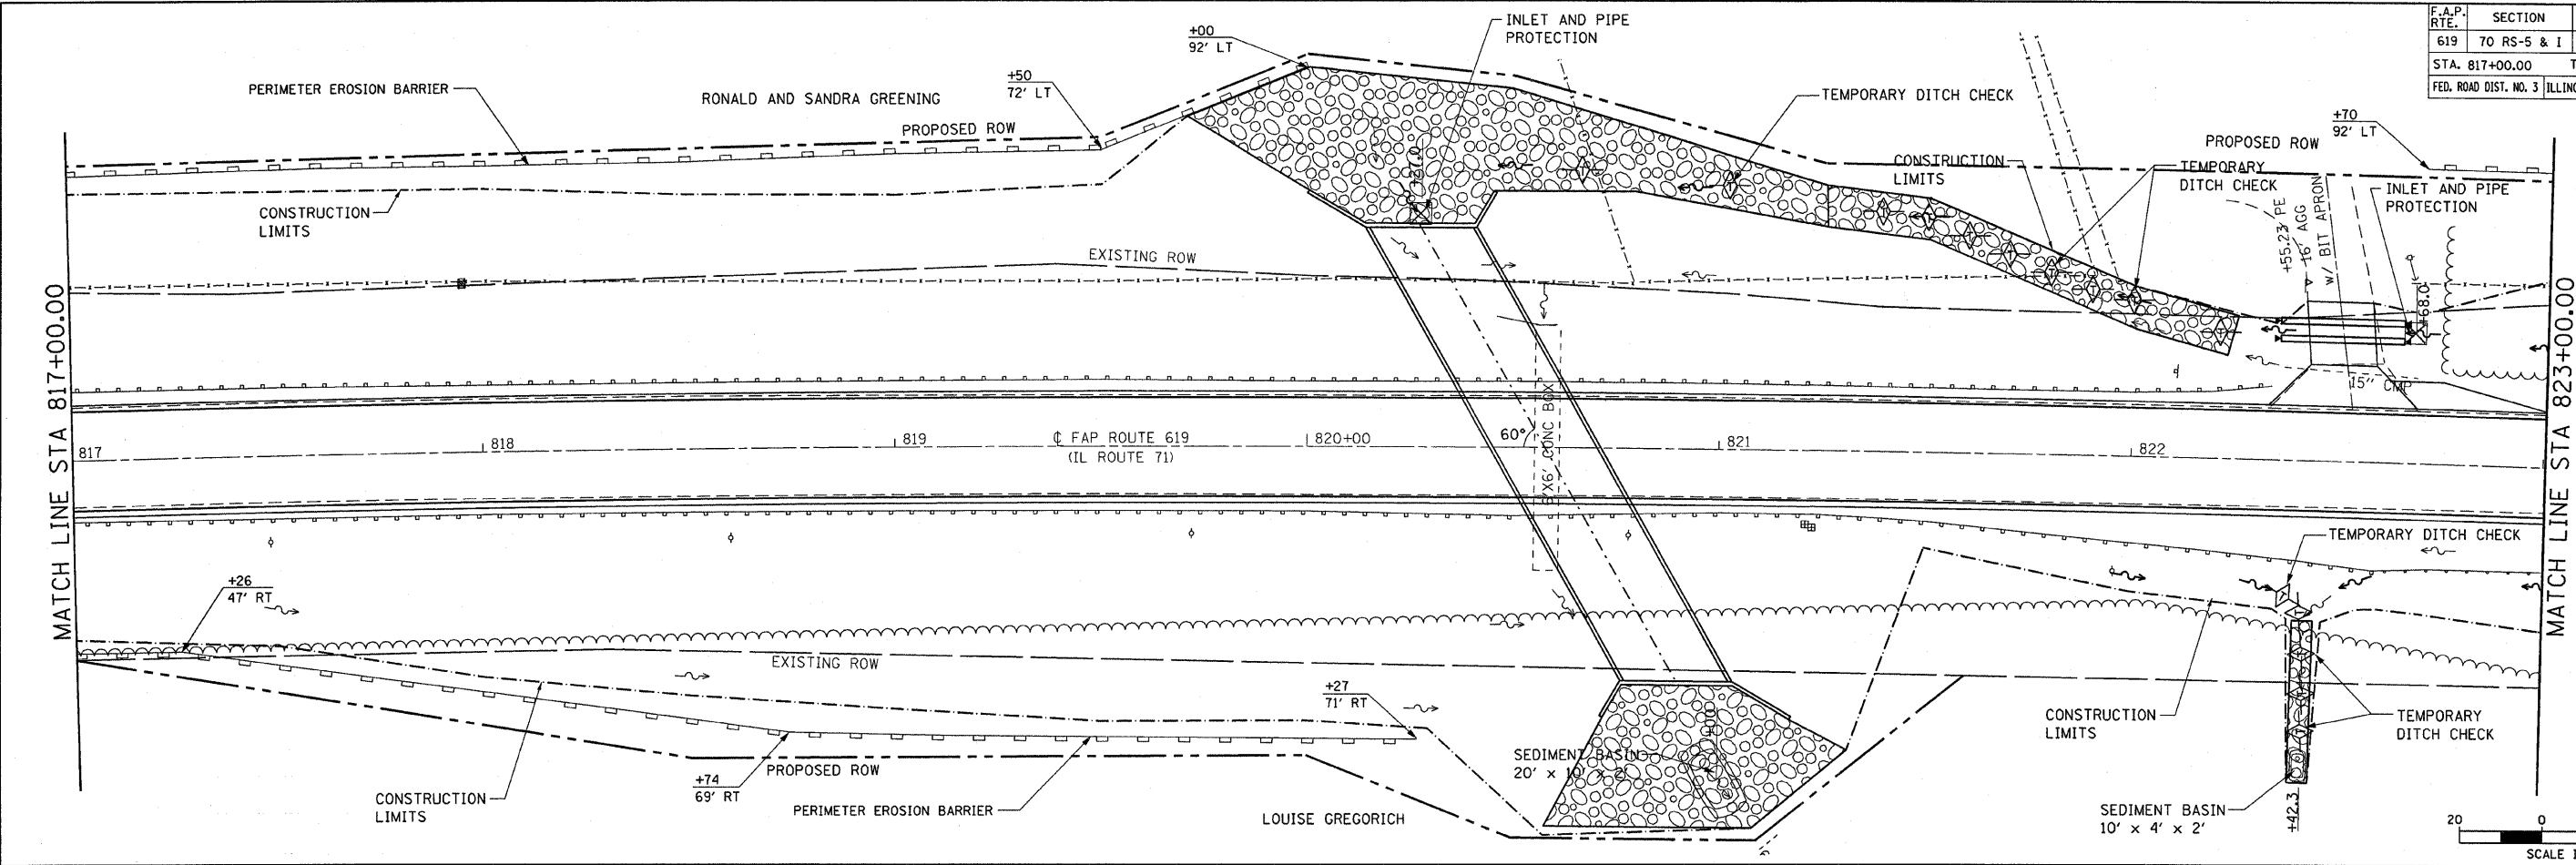 F.A.P. RTE. SECTION
619 70 RS-5 & I
STA. 817+00.00
FED. ROAD DIST. NO. 3
INLET AND PIPE
PROTECTION
+00
92' LT
+50
72' LT
PERIMETER EROSION BARRIER
RONALD AND SANDRA GREENING
TEMPORARY DITCH CHECK
+70
92' LT
PROPOSED ROW
PROPOSED ROW
CONSTRUCTION
LIMITS
TEMPORARY
DITCH CHECK
INLET AND PIPE
PROTECTION
CONSTRUCTION
LIMITS
EXISTING ROW
+55.23 PE
16' AGG
W/ BIT APRON
+68.0
15" CMP
MATCH LINE STA 817+00.00
MATCH LINE STA 823+00.00
817
818
819
℄ FAP ROUTE 619
(IL ROUTE 71)
820+00
60°
821
822
CONC BOX
TEMPORARY DITCH CHECK
+26
47' RT
EXISTING ROW
+27
71' RT
CONSTRUCTION
LIMITS
TEMPORARY
DITCH CHECK
SEDIMENT BASIN
20' x 10' x 2'
PROPOSED ROW
+74
69' RT
CONSTRUCTION
LIMITS
PERIMETER EROSION BARRIER
LOUISE GREGORICH
SEDIMENT BASIN
10' x 4' x 2'
+42.3
20 0
SCALE